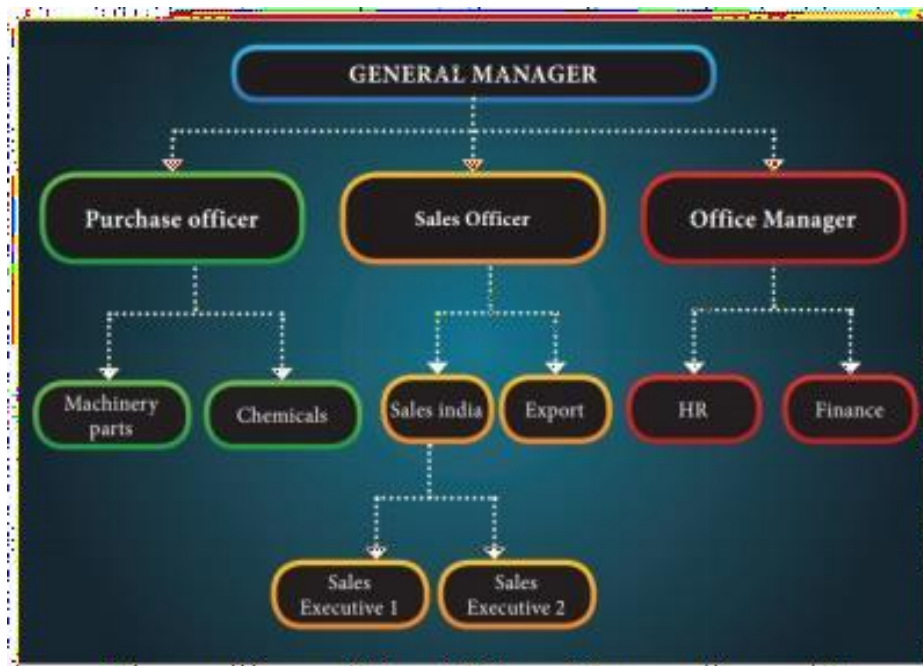 GENERAL MANAGER
Purchase officer
Sales Officer
Office Manager
Machinery
parts
Chemicals
Sales india
Export
HR
Finance
Sales
Executive 1
Sales
Executive 2